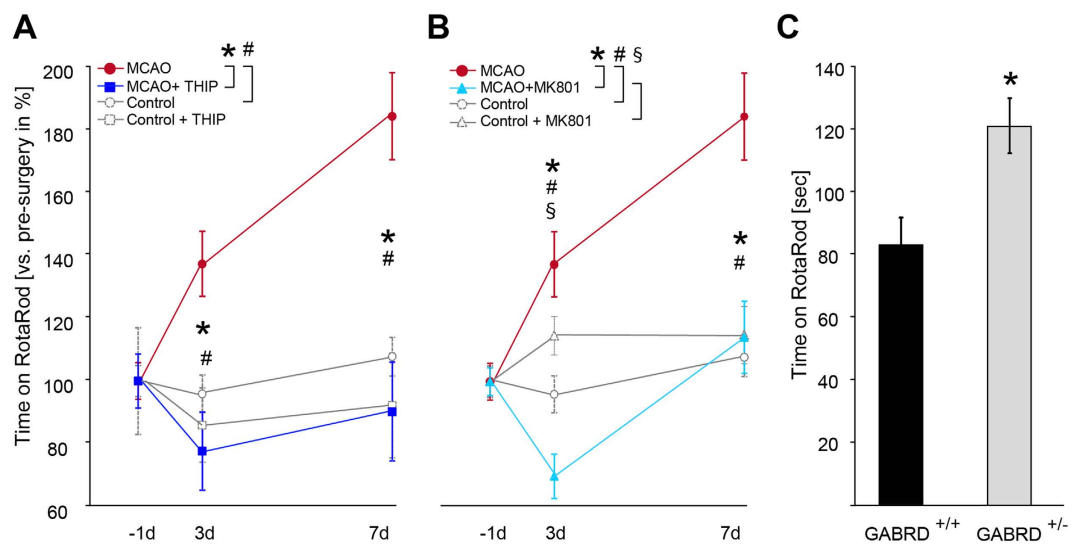 A
* #
MCAO
MCAO+ THIP
Control
Control + THIP
Time on RotaRod [vs. pre-surgery in %]
200
180
160
140
120
100
80
60
*
#
*
#
-1d 3d 7d
B
* # §
MCAO
MCAO+MK801
Control
Control + MK801
*
#
§
*
#
-1d 3d 7d
C
Time on RotaRod [sec]
140
120
100
80
60
40
20
*
GABRD +/+ GABRD +/-